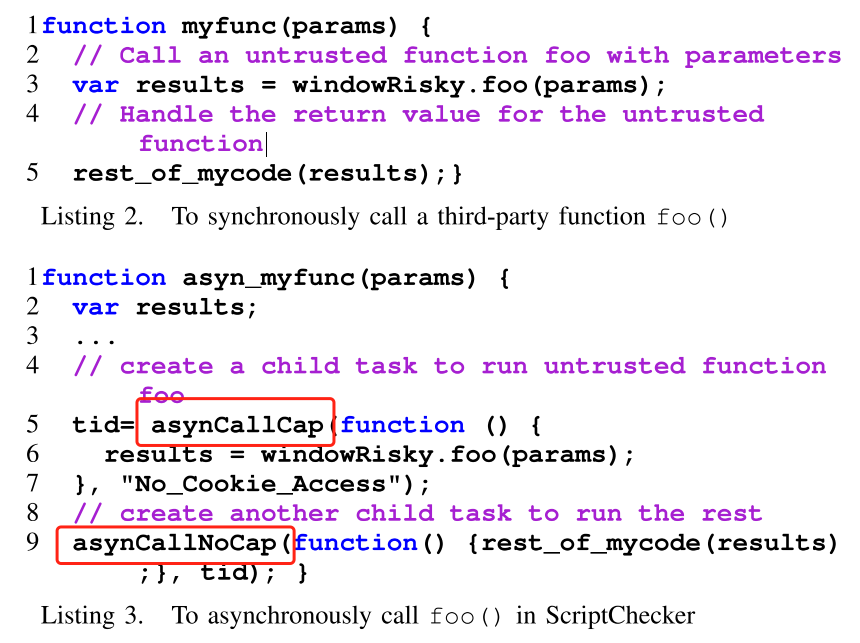 1function myfunc(params) {
2 // Call an untrusted function foo with parameters
3 var results = windowRisky.foo(params);
4 // Handle the return value for the untrusted
function
5 rest_of_mycode(results);}
Listing 2. To synchronously call a third-party function foo()
1function asyn_myfunc(params) {
2 var results;
3 ...
4 // create a child task to run untrusted function
foo
5 tid= asynCallCap(function () {
6 results = windowRisky.foo(params);
7 }, "No_Cookie_Access");
8 // create another child task to run the rest
9 asynCallNoCap(function() {rest_of_mycode(results)
;}, tid); }
Listing 3. To asynchronously call foo() in ScriptChecker